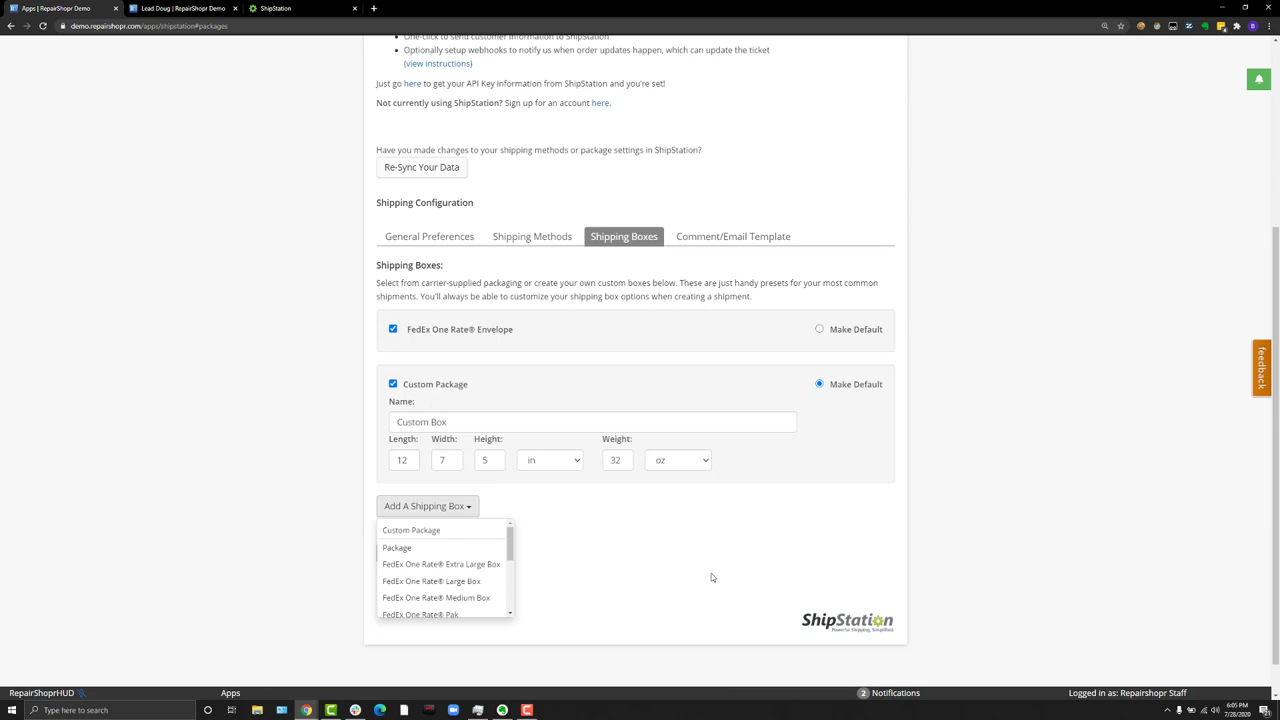 Apps | RepairShopr Demo
Lead Doug | RepairShopr Demo
ShipStation
demo.repairshopr.com/apps/shipstation#packages
One-click to send customer information to ShipStation
Optionally setup webhooks to notify us when order updates happen, which can update the ticket
(view instructions)
Just go here to get your API Key information from ShipStation and you're set!
Not currently using ShipStation? Sign up for an account here.
Have you made changes to your shipping methods or package settings in ShipStation?
Re-Sync Your Data
Shipping Configuration
General Preferences Shipping Methods Shipping Boxes Comment/Email Template
Shipping Boxes:
Select from carrier-supplied packaging or create your own custom boxes below. These are just handy presets for your most common
shipments. You'll always be able to customize your shipping box options when creating a shipment.
FedEx One Rate® Envelope Make Default
Custom Package Make Default
Name:
Custom Box
Length: Width: Height: Weight:
12 7 5 in 32 oz
Add A Shipping Box
Custom Package
Package
FedEx One Rate® Extra Large Box
FedEx One Rate® Large Box
FedEx One Rate® Medium Box
FedEx One Rate® Pak
feedback
ShipStation
Powerful Shipping, Simplified.
RepairShoprHUD Apps 2 Notifications Logged in as: Repairshopr Staff
Type here to search
6:05 PM
7/28/2020